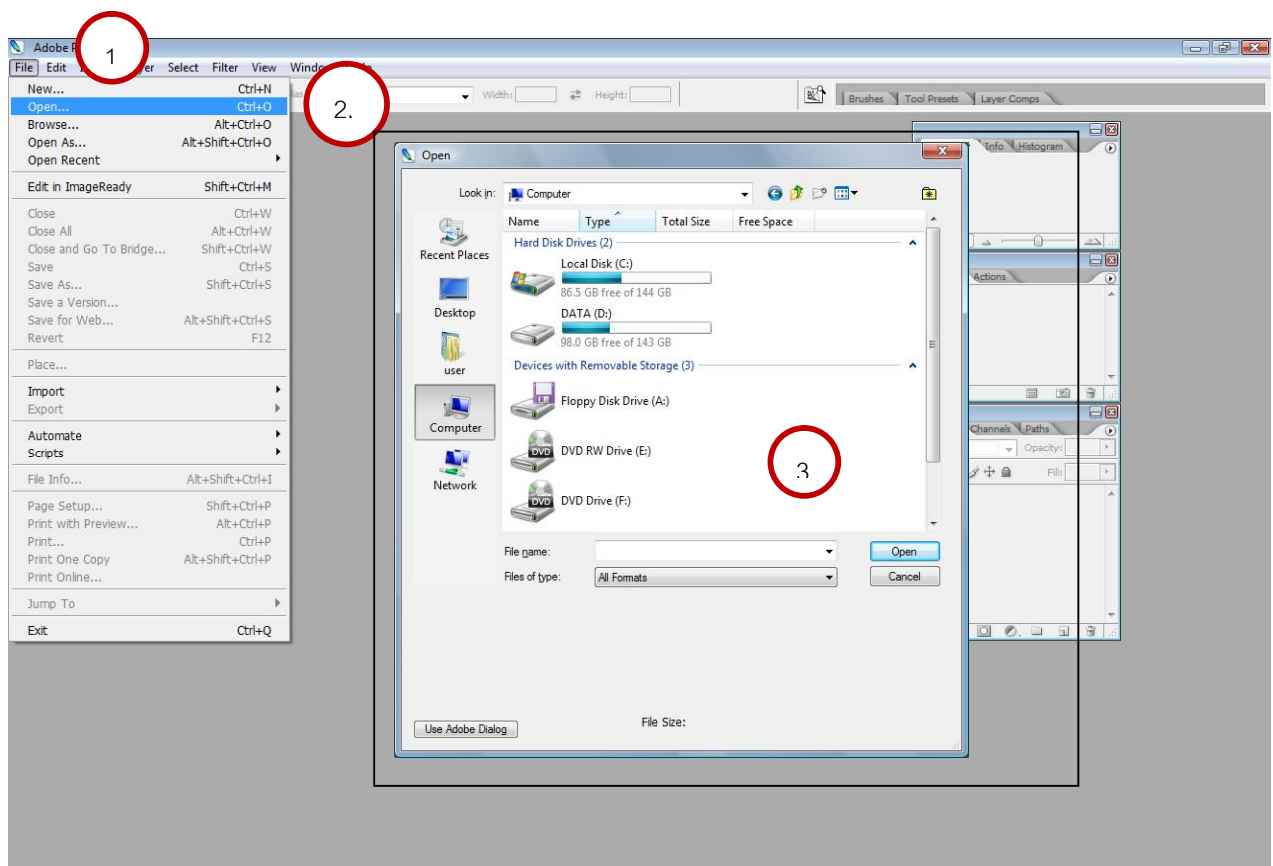 Adobe P
1
File Edit yer Select Filter View Windo
2.
Width: Height:
Brushes Tool Presets Layer Comps
New... Ctrl+N
Open... Ctrl+O
Browse... Alt+Ctrl+O
Open As... Alt+Shift+Ctrl+O
Open Recent
Edit in ImageReady Shift+Ctrl+M
Close Ctrl+W
Close All Alt+Ctrl+W
Close and Go To Bridge... Shift+Ctrl+W
Save Ctrl+S
Save As... Shift+Ctrl+S
Save a Version...
Save for Web... Alt+Shift+Ctrl+S
Revert F12
Place...
Import
Export
Automate
Scripts
File Info... Alt+Shift+Ctrl+I
Page Setup... Shift+Ctrl+P
Print with Preview... Alt+Ctrl+P
Print... Ctrl+P
Print One Copy Alt+Shift+Ctrl+P
Print Online...
Jump To
Exit Ctrl+Q
Open
Look in: Computer
Name Type Total Size Free Space
Recent Places
Desktop
user
Computer
Network
Hard Disk Drives (2)
Local Disk (C:)
86.5 GB free of 144 GB
DATA (D:)
98.0 GB free of 143 GB
Devices with Removable Storage (3)
Floppy Disk Drive (A:)
DVD RW Drive (E:)
DVD
DVD Drive (F:)
DVD
3
File name: Open
Files of type: All Formats Cancel
Use Adobe Dialog File Size:
Info Histogram
Actions
Channels Paths
Opacity:
Fill: